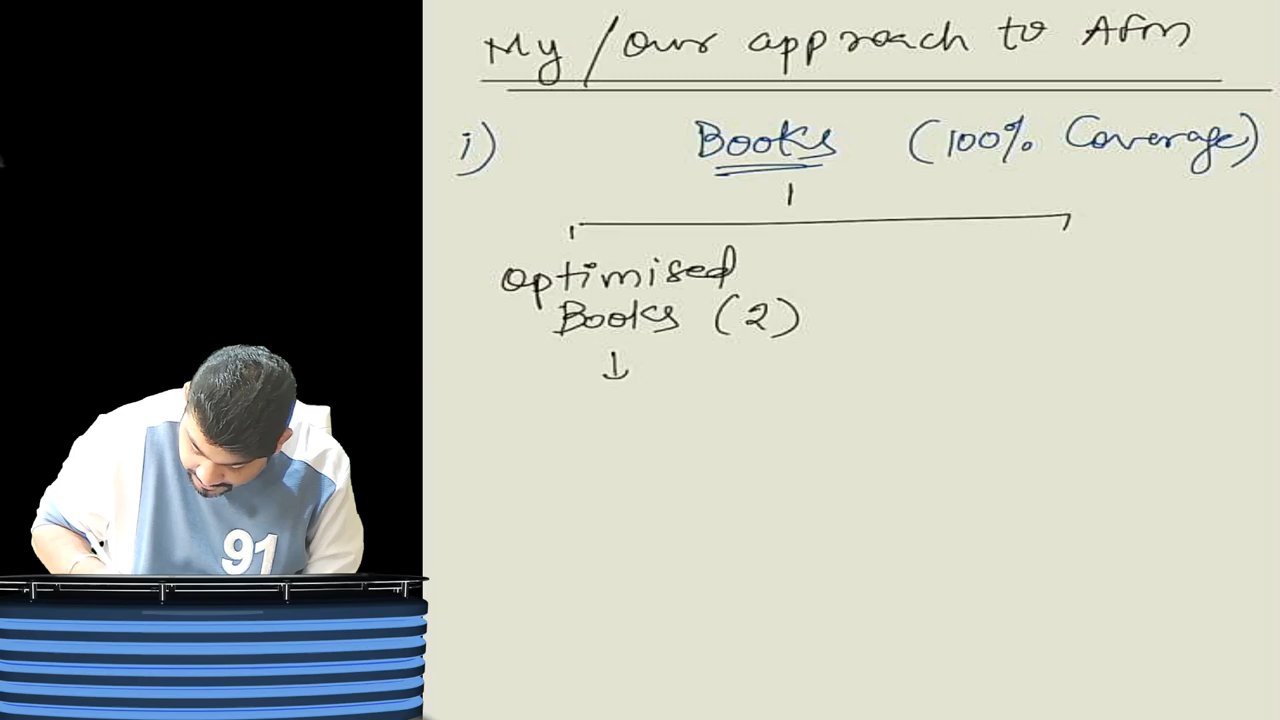 My / our approach to AFM
i) Books (100% Coverage)
optimised
Books (2)
91